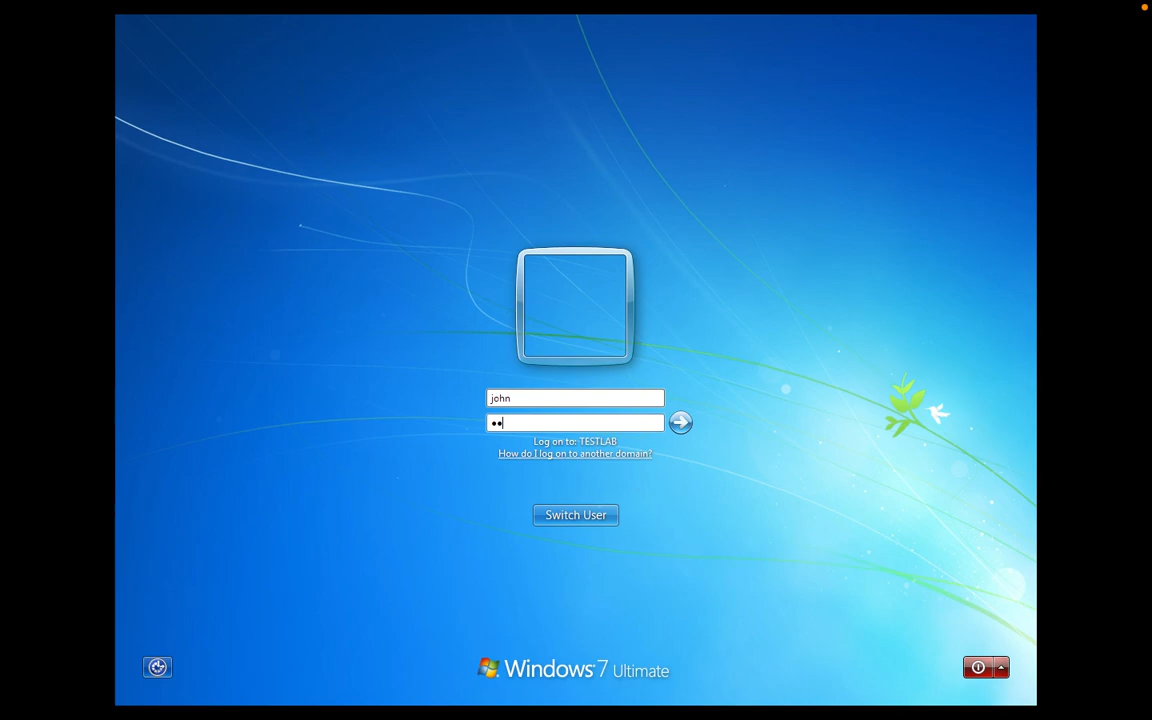 john
••
Log on to: TESTLAB
How do I log on to another domain?
Switch User
Windows 7 Ultimate